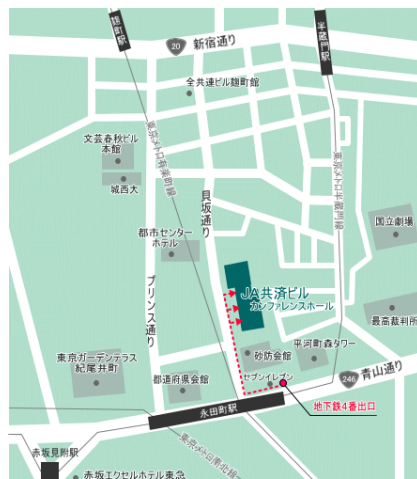 麹町駅
半蔵門駅
20
新宿通り
全共連ビル麹町館
文芸春秋ビル
本館
城西大
東京メトロ有楽町線
東京メトロ半蔵門線
貝坂通り
国立劇場
都市センター
ホテル
プリンス通り
JA共済ビル
カンファレンスホール
最高裁判所
平河町森タワー
砂防会館
東京ガーデンテラス
紀尾井町
都道府県会館
セブンイレブン
246
青山通り
地下鉄4番出口
永田町駅
赤坂見附駅
東京メトロ南北線
赤坂エクセルホテル東急